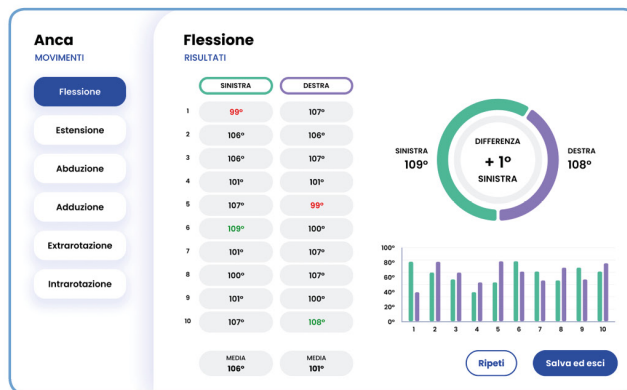 Anca
MOVIMENTI
Flessione
Estensione
Abduzione
Adduzione
Extrarotazione
Intrarotazione
Flessione
RISULTATI
SINISTRA DESTRA
1 99° 107°
2 106° 106°
3 106° 107°
4 101° 101°
5 107° 99°
6 109° 100°
7 101° 107°
8 100° 107°
9 101° 100°
10 107° 108°
MEDIA MEDIA
106° 101°
SINISTRA
109°
DIFFERENZA
+ 1°
SINISTRA
DESTRA
108°
100°
80°
60°
40°
20°
0°
1 2 3 4 5 6 7 8 9 10
Ripeti
Salva ed esci